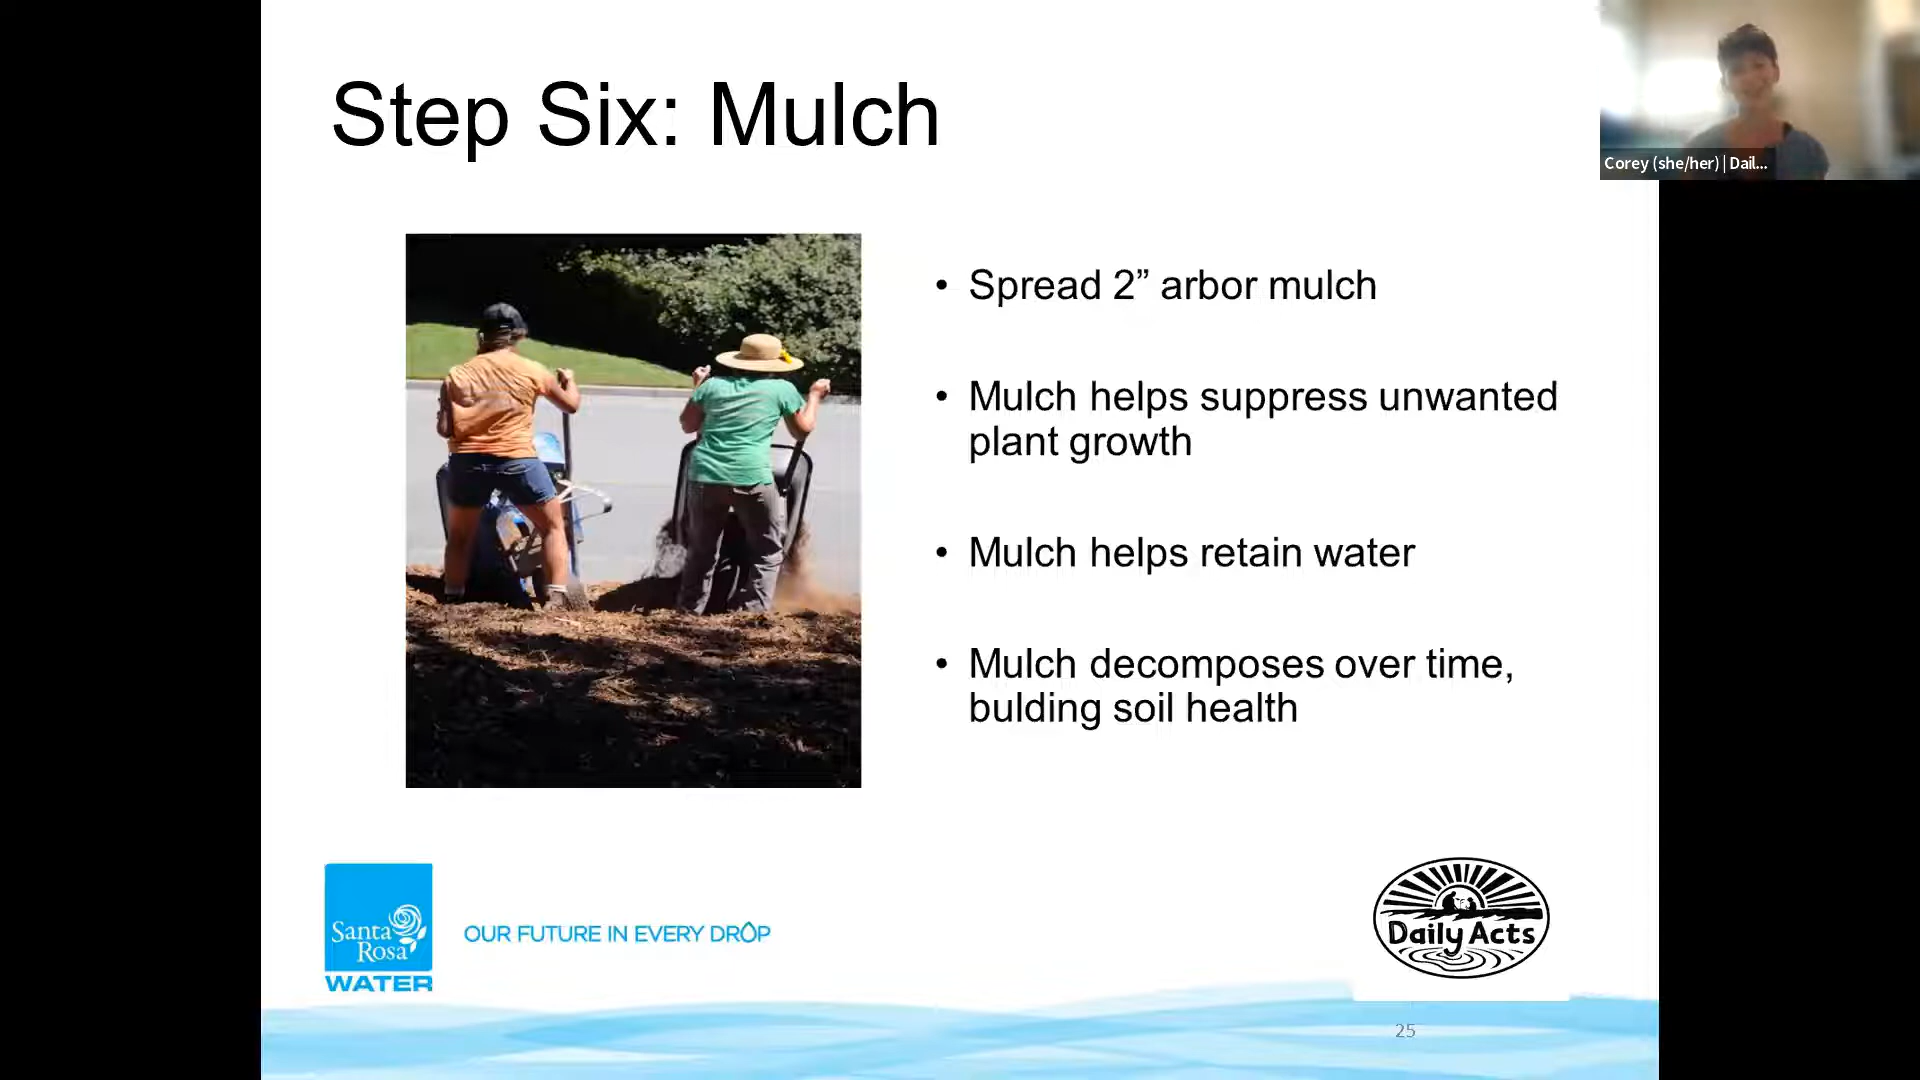 Step Six: Mulch
Corey (she/her) | Dail...
• Spread 2” arbor mulch
• Mulch helps suppress unwanted
plant growth
• Mulch helps retain water
• Mulch decomposes over time,
bulding soil health
Santa
Rosa
WATER
OUR FUTURE IN EVERY DROP
Daily Acts
25